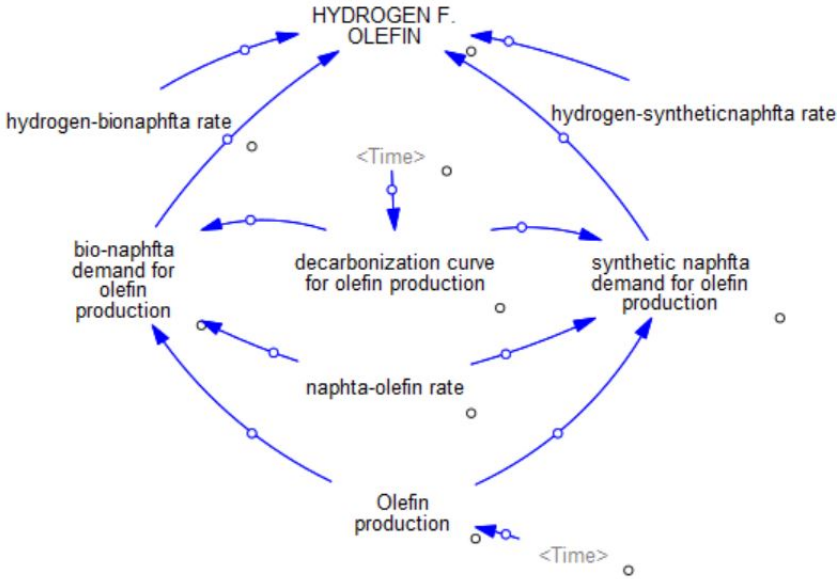 HYDROGEN F.
OLEFIN
hydrogen-bionaphfta rate
hydrogen-syntheticnaphfta rate
<Time>
bio-naphfta
demand for
olefin
production
decarbonization curve
for olefin production
synthetic naphfta
demand for olefin
production
naphta-olefin rate
Olefin
production
<Time>